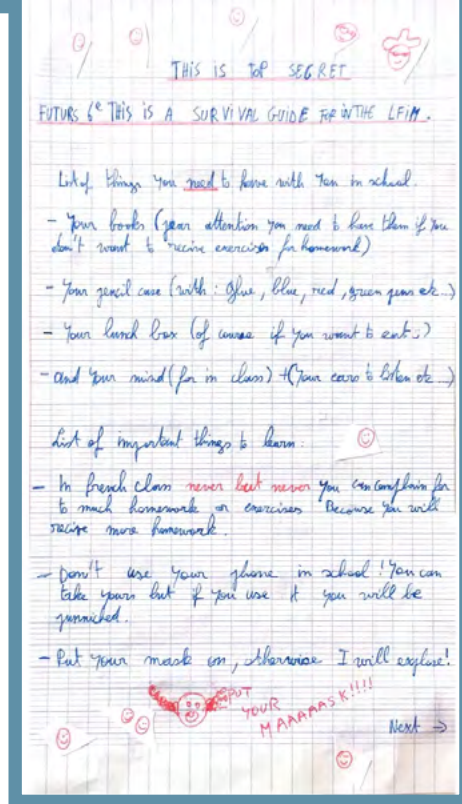 THIS IS TOP SEGRET
FUTURS 6e THIS IS A SURVIVAL GUIDE FOR IN THE LFIM.
List of things you need to have with you in school.
- Your books (your attention you need to have them if you
don't want to recive exercises for homework)
- Your pencil case (with: Glue, blue, red, green pens etc...)
- Your lunch box (of course if you want to eat..)
- and Your mind (for in class) + (Your ears to listen etc...)
List of important things to learn:
- In french class never but never you can complain for
to much homework or exercises Because you will
recive more homework.
- Don't use your phone in school! You can
take yours but if you use it you will be
punniched.
- Put your mask on, otherwise I will explose!
PUT
YOUR
MAAAAASK!!!!
Next →